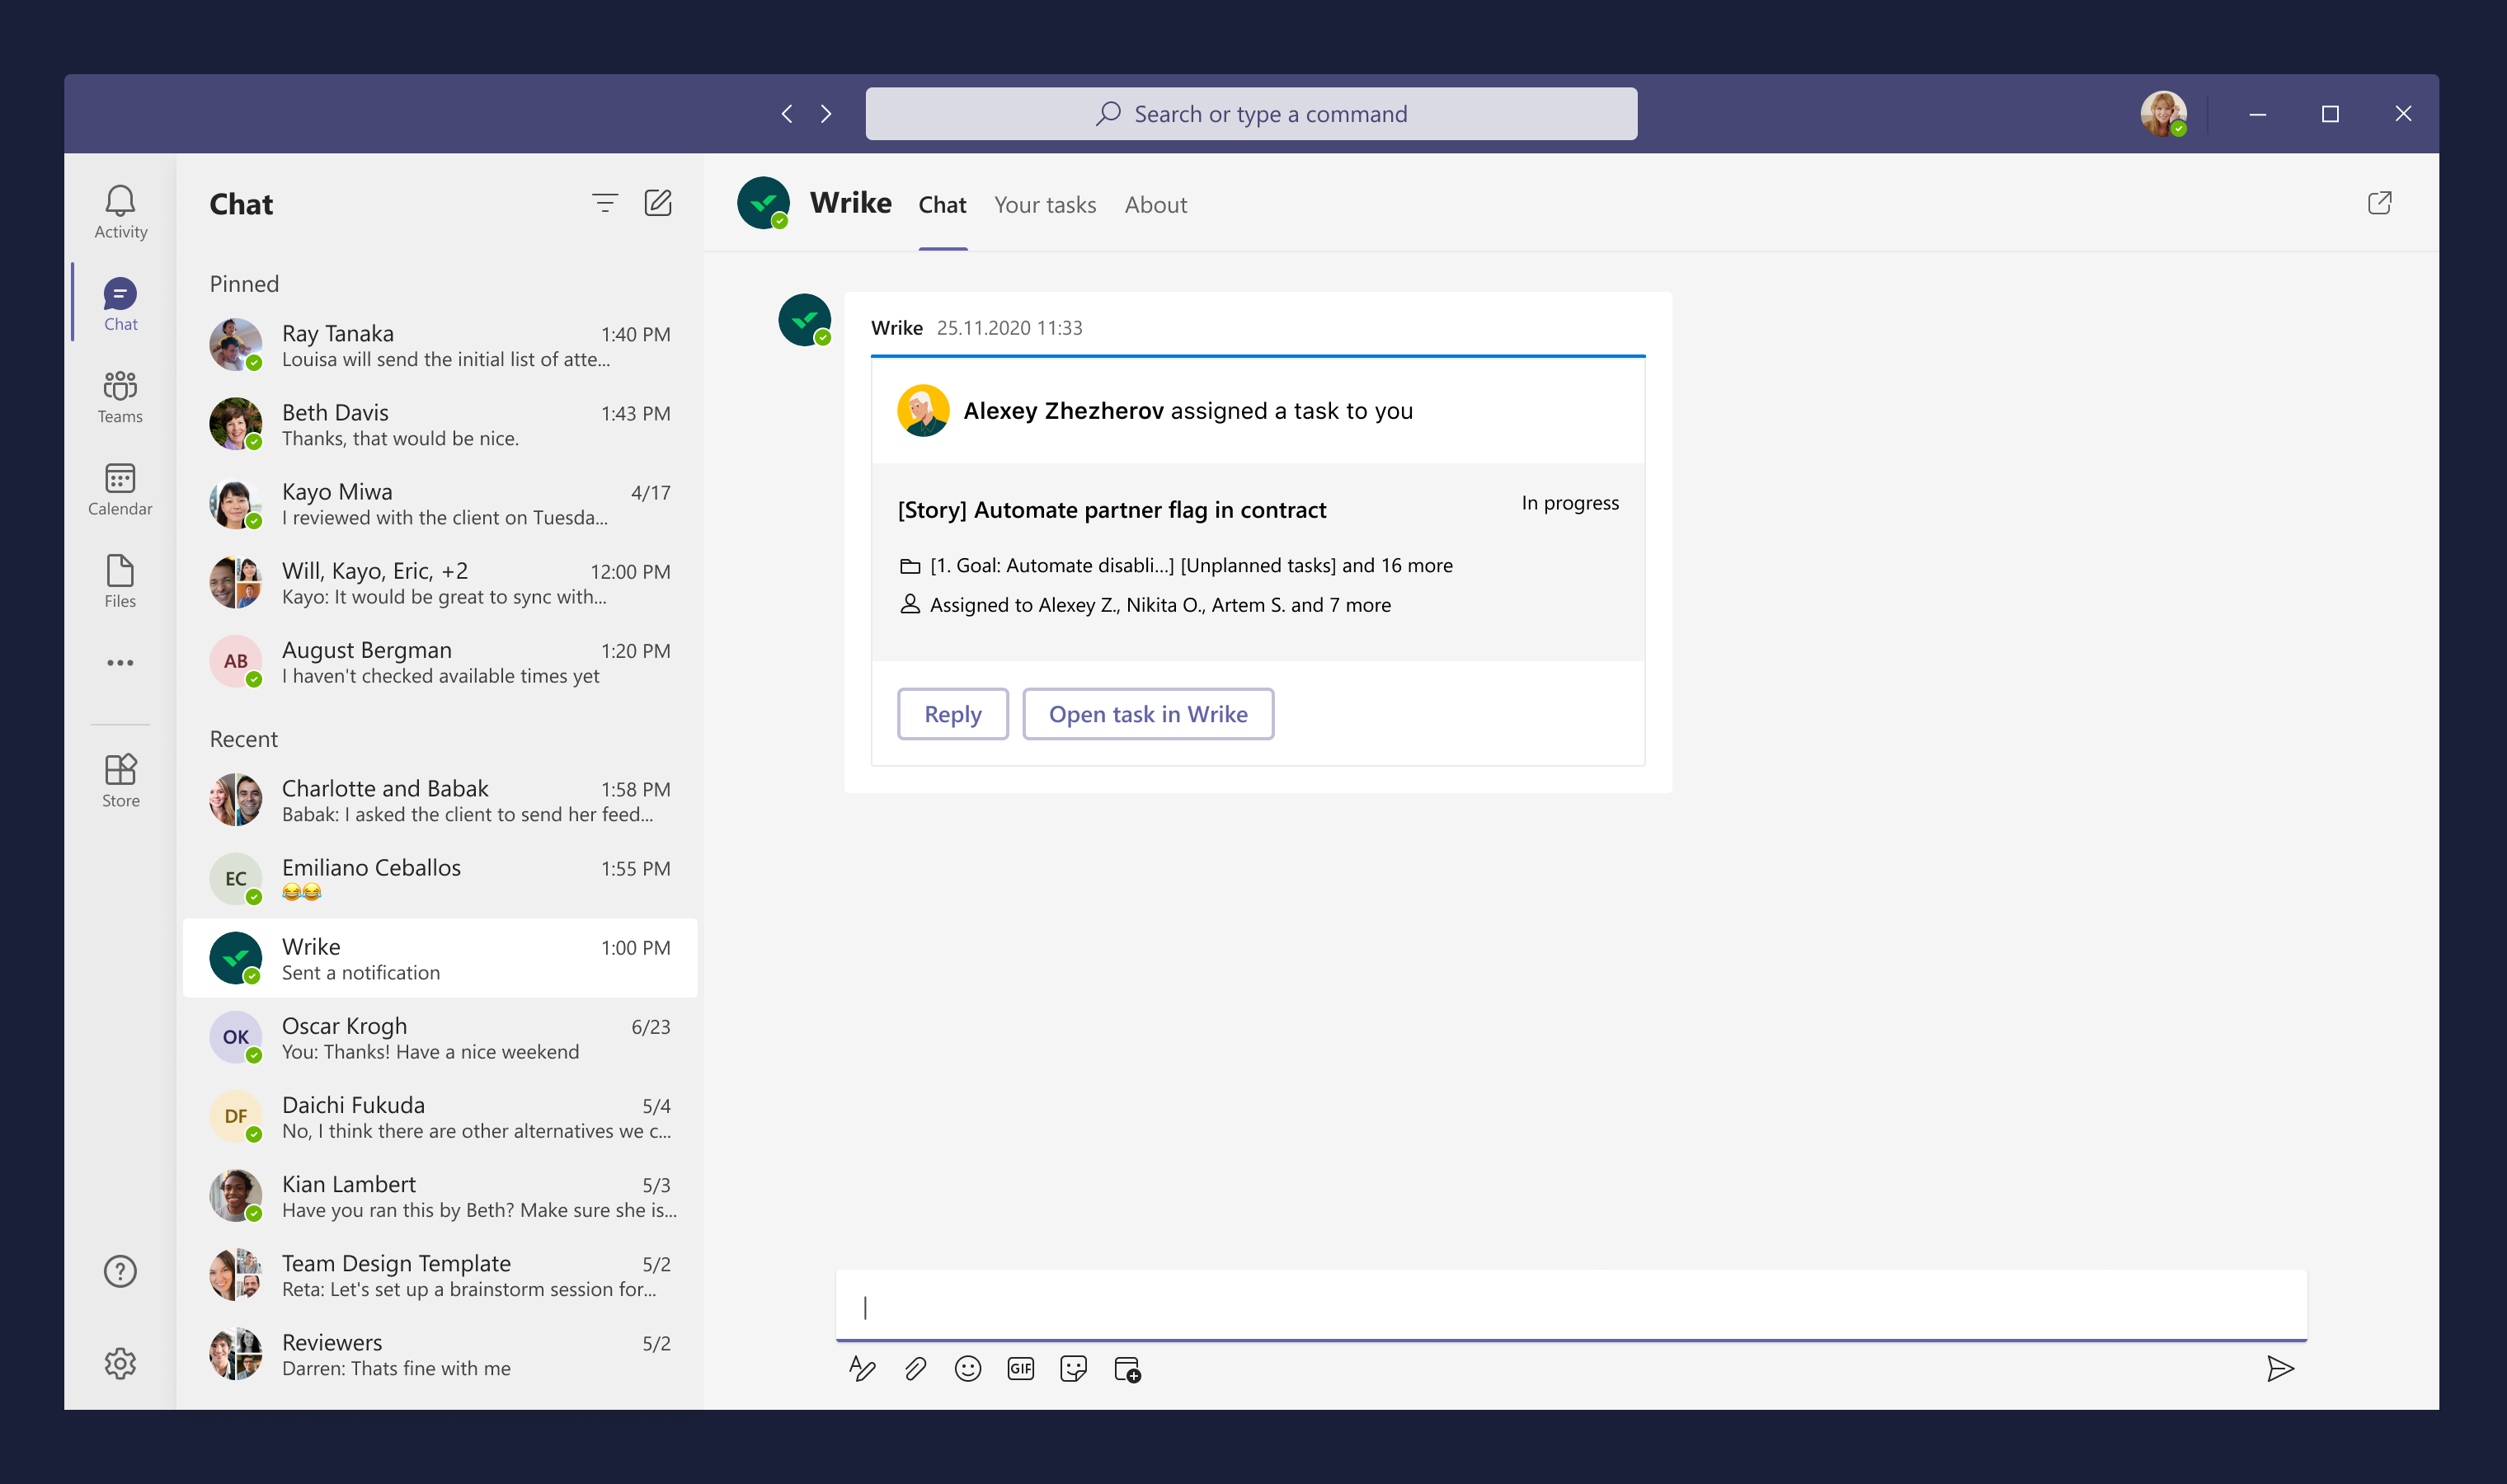 Search or type a command
Activity
Chat
Teams
Calendar
Files
Store
Chat
Pinned
Ray Tanaka 1:40 PM
Louisa will send the initial list of atte...
Beth Davis 1:43 PM
Thanks, that would be nice.
Kayo Miwa 4/17
I reviewed with the client on Tuesda...
Will, Kayo, Eric, +2 12:00 PM
Kayo: It would be great to sync with...
AB
August Bergman 1:20 PM
I haven't checked available times yet
Recent
Charlotte and Babak 1:58 PM
Babak: I asked the client to send her feed...
EC
Emiliano Ceballos 1:55 PM
😂😂
Wrike 1:00 PM
Sent a notification
OK
Oscar Krogh 6/23
You: Thanks! Have a nice weekend
DF
Daichi Fukuda 5/4
No, I think there are other alternatives we c...
Kian Lambert 5/3
Have you ran this by Beth? Make sure she is...
Team Design Template 5/2
Reta: Let's set up a brainstorm session for...
Reviewers 5/2
Darren: Thats fine with me
Wrike Chat Your tasks About
Wrike 25.11.2020 11:33
Alexey Zhezherov assigned a task to you
[Story] Automate partner flag in contract In progress
[1. Goal: Automate disabli...] [Unplanned tasks] and 16 more
Assigned to Alexey Z., Nikita O., Artem S. and 7 more
Reply Open task in Wrike
GIF